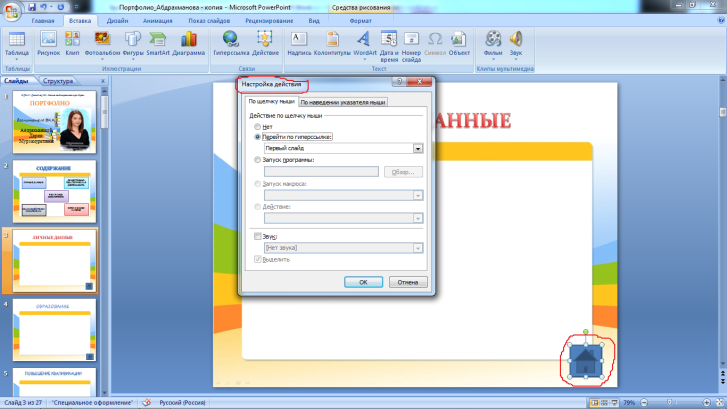 Портфолио_Абдрахманова - копия - Microsoft PowerPoint
Средства рисования
Главная Вставка Дизайн Анимация Показ слайдов Рецензирование Вид Формат
Таблица Рисунок Клип Фотоальбом Фигуры SmartArt Диаграмма Гиперссылка Действие Надпись Колонтитулы WordArt Дата и время Номер слайда Символ Объект Фильм Звук
Таблицы Иллюстрации Связи Текст Клипы мультимедиа
Слайды Структура
1
ПОРТФОЛИО
2
СОДЕРЖАНИЕ
3
ЛИЧНЫЕ ДАННЫЕ
4
ОБРАЗОВАНИЕ
5
ПОВЫШЕНИЕ КВАЛИФИКАЦИИ
АННЫЕ
Настройка действия
По щелчку мыши По наведении указателя мыши
Действие по щелчку мыши
Нет
Перейти по гиперссылке:
Первый слайд
Запуск программы:
Обзор...
Запуск макроса:
Действие:
Звук:
[Нет звука]
Выделить
ОК Отмена
Слайд 3 из 27 "Специальное оформление" Русский (Россия) 79%